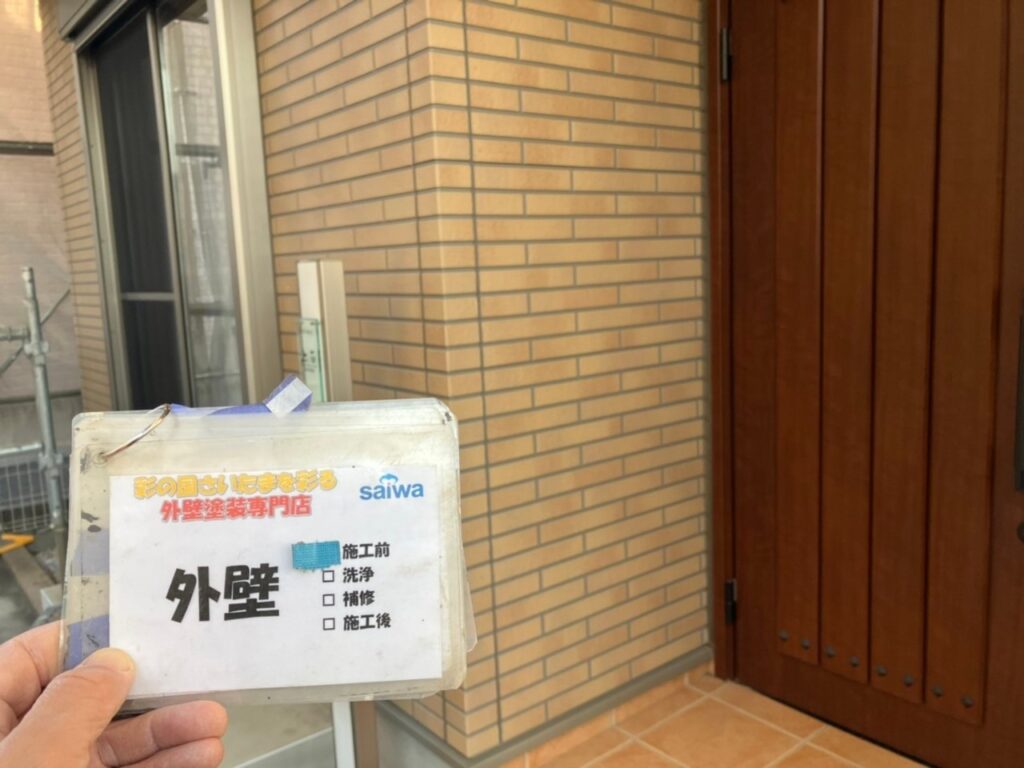 彩の国さいたまを彩る
外壁塗装専門店
saiwa
外壁
施工前
□ 洗浄
□ 補修
□ 施工後